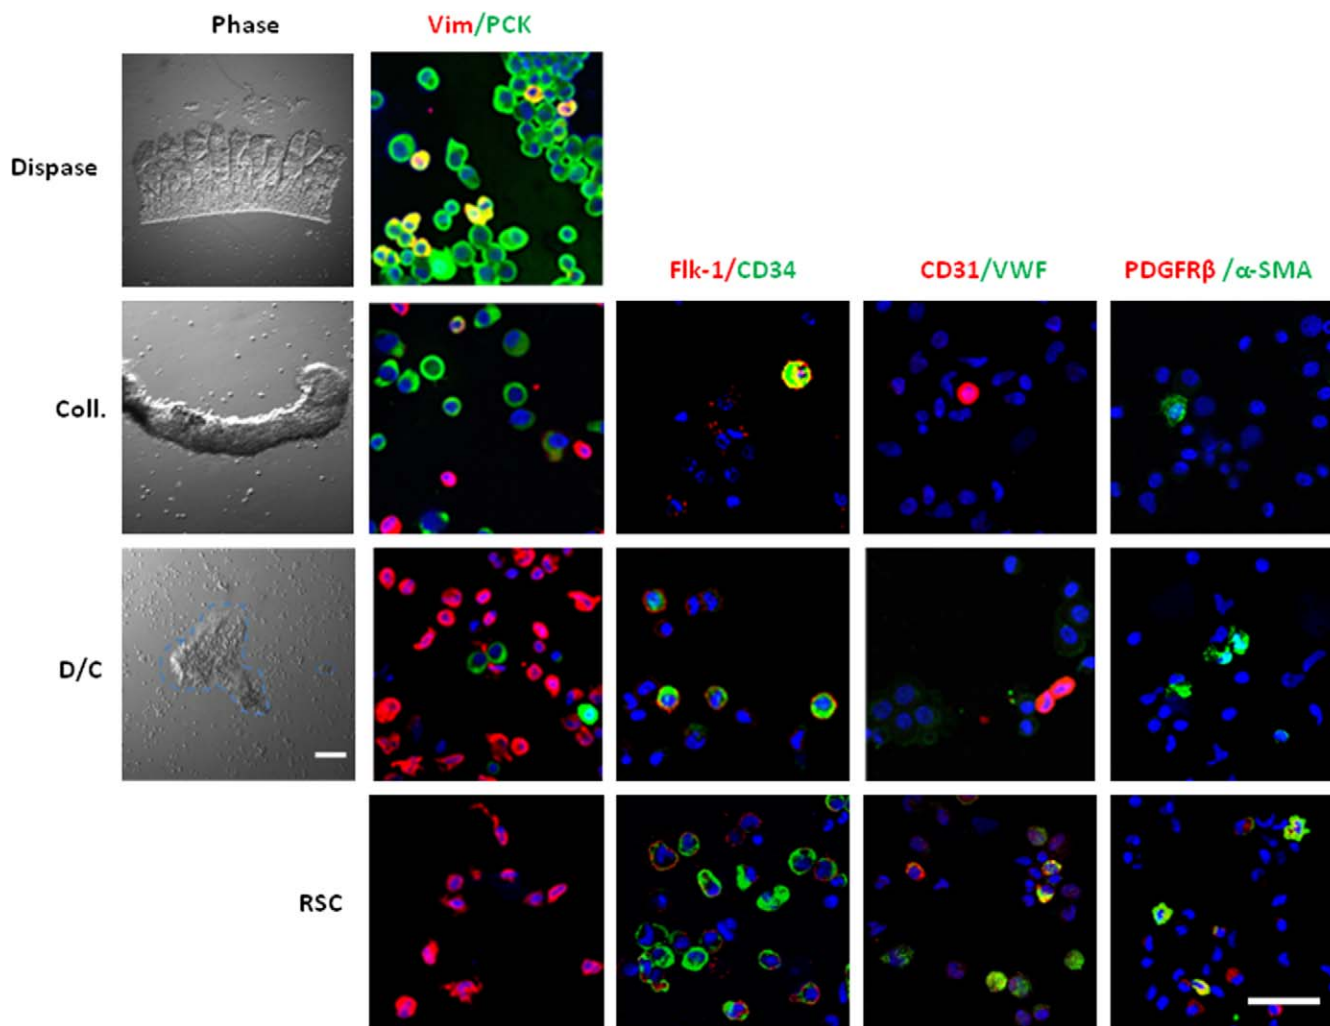 Phase
Vim/PCK
Dispase
Flk-1/CD34
CD31/VWF
PDGFRβ /α-SMA
Coll.
D/C
RSC